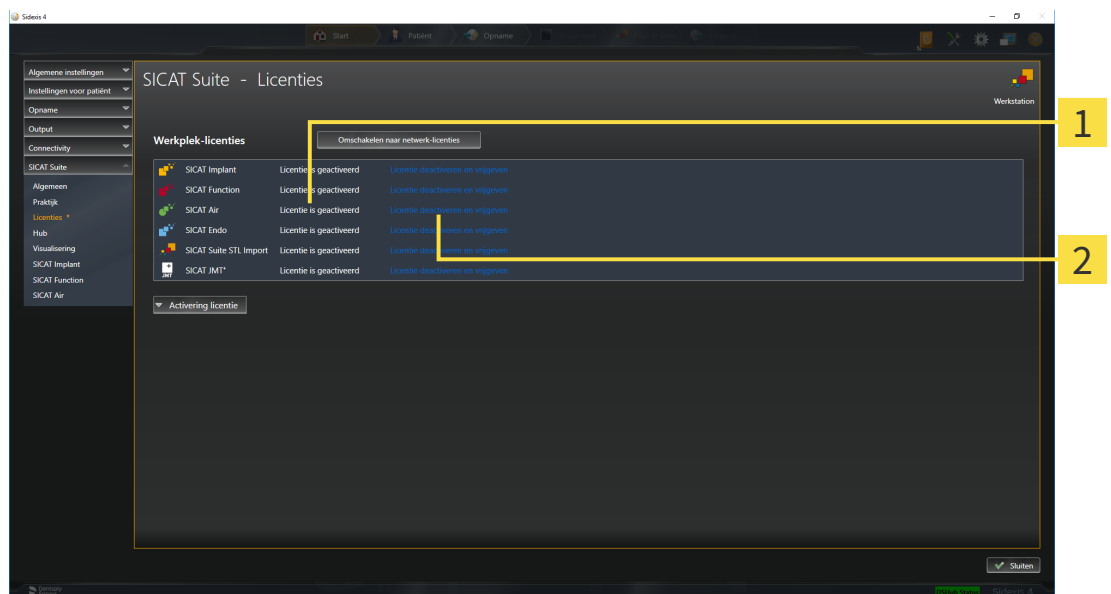 Sidexis 4
Start
Patiënt
Opname
Algemene instellingen
Instellingen voor patiënt
Opname
Output
Connectivity
SICAT Suite
Algemeen
Praktijk
Licenties *
Hub
Visualisering
SICAT Implant
SICAT Function
SICAT Air
SICAT Suite - Licenties
Werkstation
Werkplek-licenties
Omschakelen naar netwerk-licenties
SICAT Implant Licentie is geactiveerd Licentie deactiveren en vrijgeven
SICAT Function Licentie is geactiveerd Licentie deactiveren en vrijgeven
SICAT Air Licentie is geactiveerd Licentie deactiveren en vrijgeven
SICAT Endo Licentie is geactiveerd Licentie deactiveren en vrijgeven
SICAT Suite STL Import Licentie is geactiveerd Licentie deactiveren en vrijgeven
JMT SICAT JMT+ Licentie is geactiveerd Licentie deactiveren en vrijgeven
Activering licentie
1
2
Sluiten
Dentsply
Status
Sidexis 4